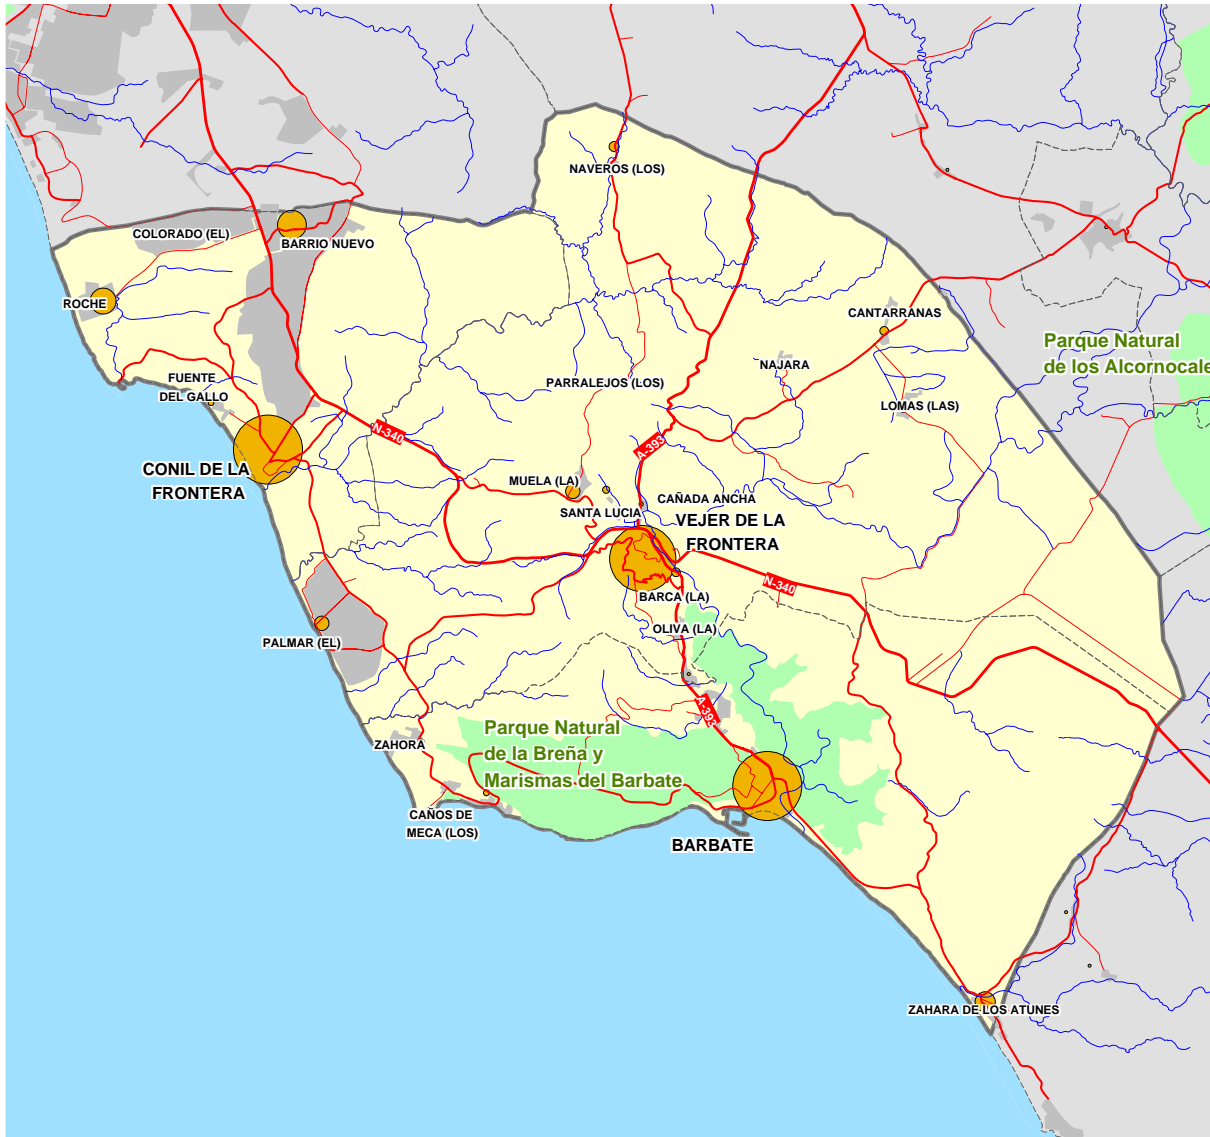 NAVEROS (LOS)
COLORADO (EL)
BARRIO NUEVO
ROCHE
CANTARRANAS
Parque Natural
de los Alcornocale
NAJARA
FUENTE
DEL GALLO
PARRALEJOS (LOS)
LOMAS (LAS)
N-340
A-393
CONIL DE LA
FRONTERA
MUELA (LA)
CAÑADA ANCHA
SANTA LUCIA
VEJER DE LA
FRONTERA
N-340
BARCA (LA)
OLIVA (LA)
PALMAR (EL)
A-393
Parque Natural
de la Breña y
Marismas del Barbate
ZAHORA
CAÑOS DE
MECA (LOS)
BARBATE
ZAHARA DE LOS ATUNES